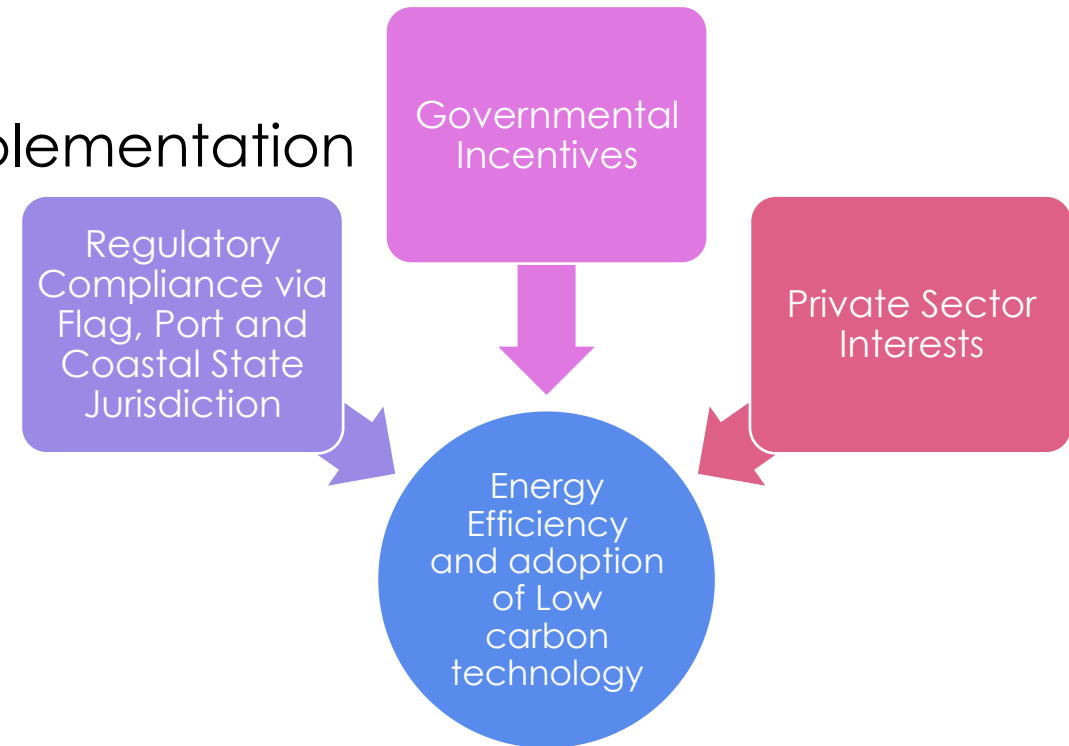 plementation
Governmental
Incentives
Regulatory
Compliance via
Flag, Port and
Coastal State
Jurisdiction
Private Sector
Interests
Energy
Efficiency
and adoption
of Low
carbon
technology